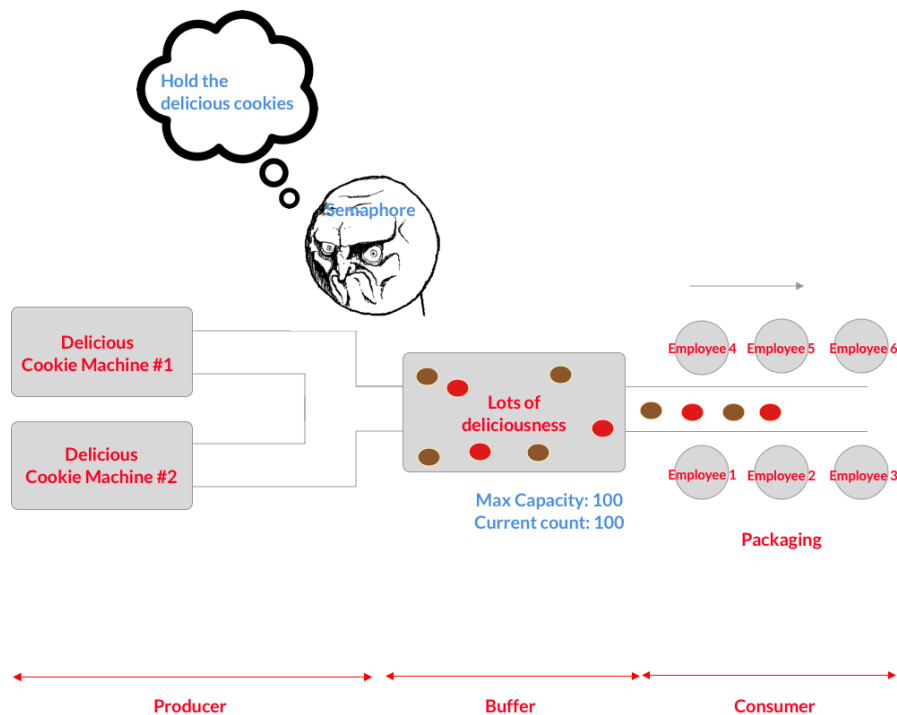 Hold the
delicious cookies
Semaphore
Delicious
Cookie Machine #1
Delicious
Cookie Machine #2
Lots of
deliciousness
Max Capacity: 100
Current count: 100
Employee 4
Employee 5
Employee 6
Employee 1
Employee 2
Employee 3
Packaging
Producer
Buffer
Consumer